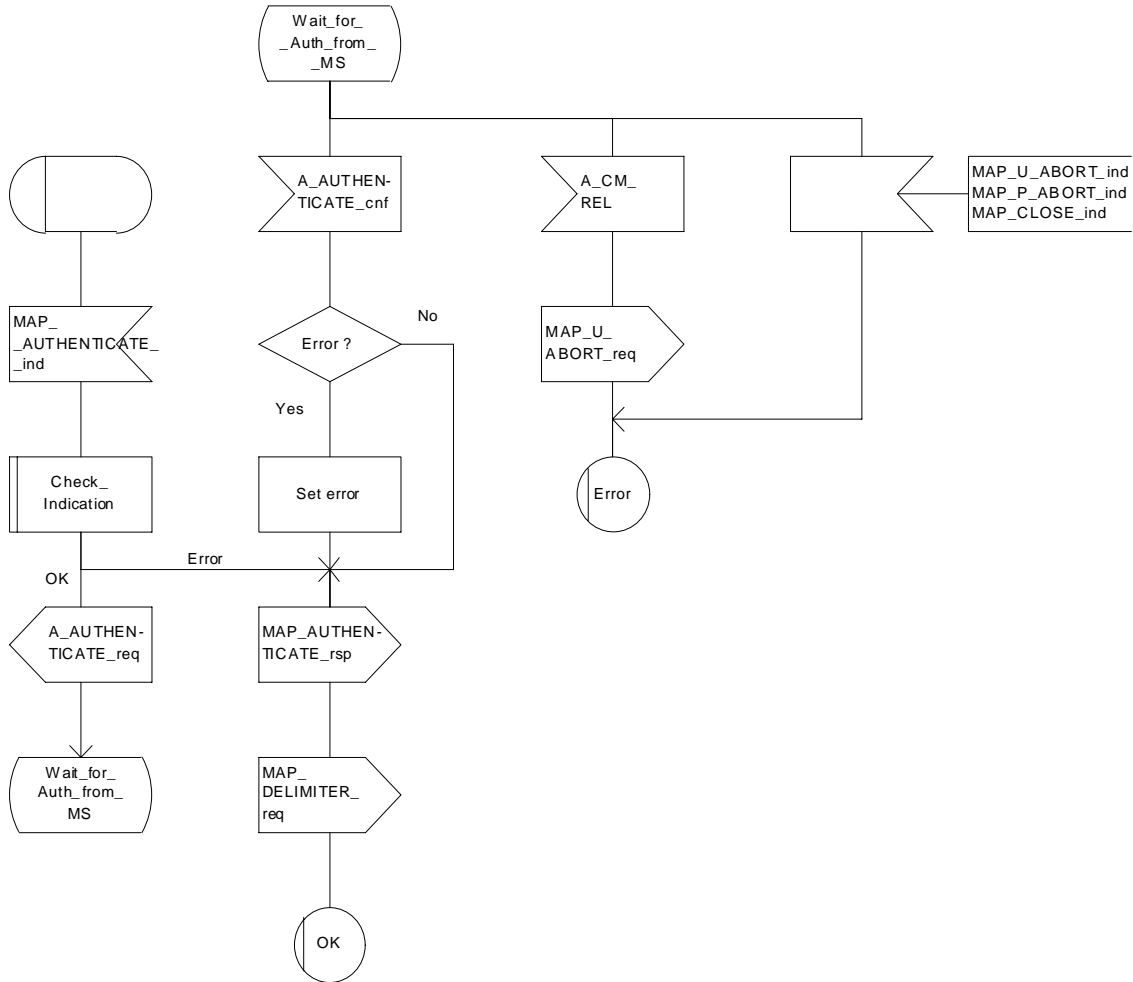 Wait_for_
_Auth_from_
_MS
A_AUTHEN-
TICATE_cnf
A_CM_
REL
MAP_U_ABORT_ind
MAP_P_ABORT_ind
MAP_CLOSE_ind
MAP_
_AUTHENTICATE_
_ind
Error ?
No
Yes
MAP_U_
ABORT_req
Check_
Indication
Set error
Error
Error
OK
A_AUTHEN-
TICATE_req
MAP_AUTHEN-
TICATE_rsp
Wait_for_
Auth_from_
MS
MAP_
DELIMITER_
req
OK